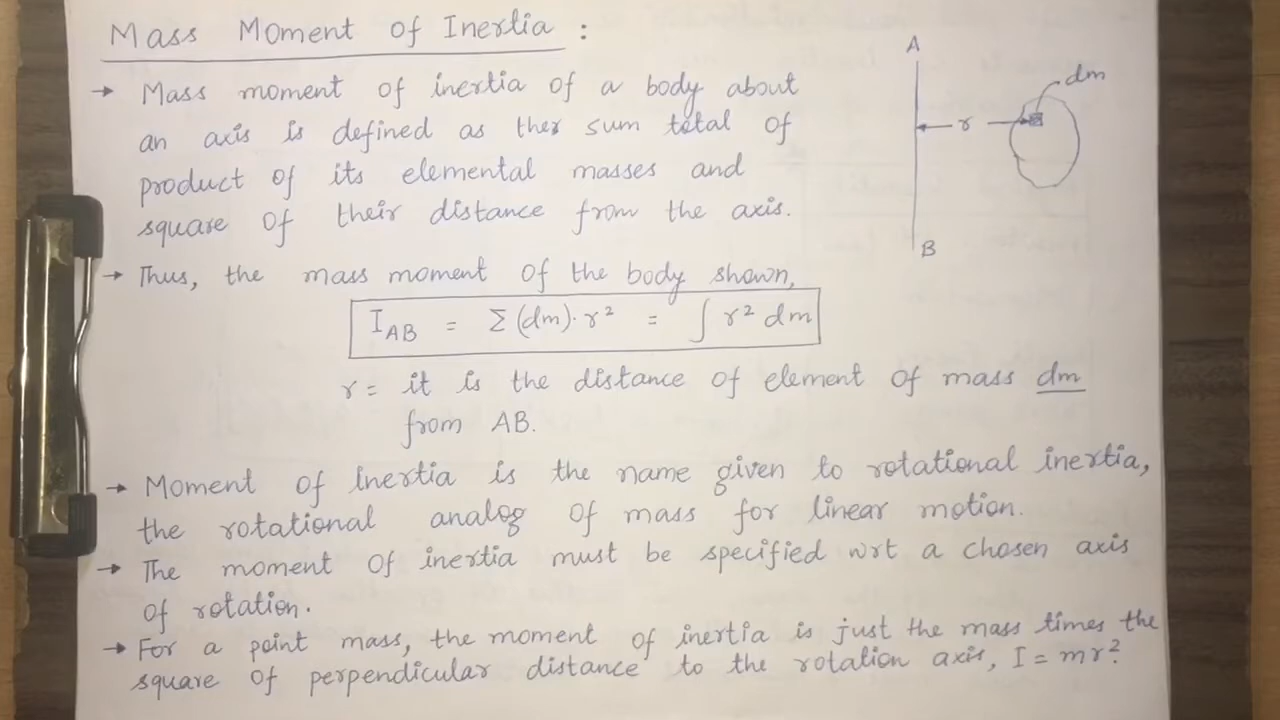 Mass Moment of Inertia :
→ Mass moment of inertia of a body about
an axis is defined as ther sum total of
product of its elemental masses and
square of their distance from the axis.
A
dm
r
B
→ Thus, the mass moment of the body shown,
I_AB = Σ (dm)·r² = ∫ r² dm
r = it is the distance of element of mass dm
from AB.
→ Moment of inertia is the name given to rotational inertia,
the rotational analog of mass for linear motion.
→ The moment of inertia must be specified wrt a chosen axis
of rotation.
→ For a point mass, the moment of inertia is just the mass times the
square of perpendicular distance to the rotation axis, I = mr².